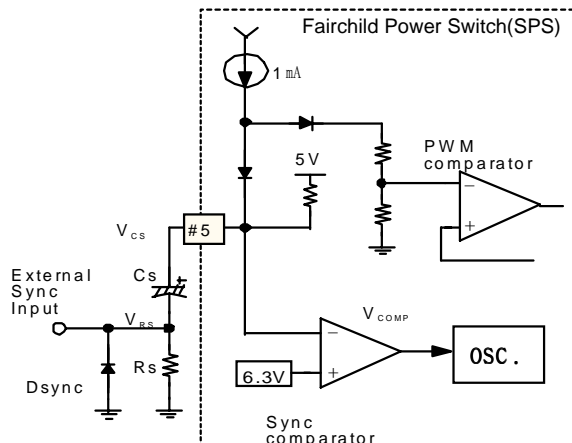 Fairchild Power Switch(SPS)
1 mA
5V
PWM
comparator
VCS
#5
External
Sync
Input
Cs
+
VRS
VCOMP
Rs
Dsync
−
+
−
+
6.3V
OSC.
Sync
comparator